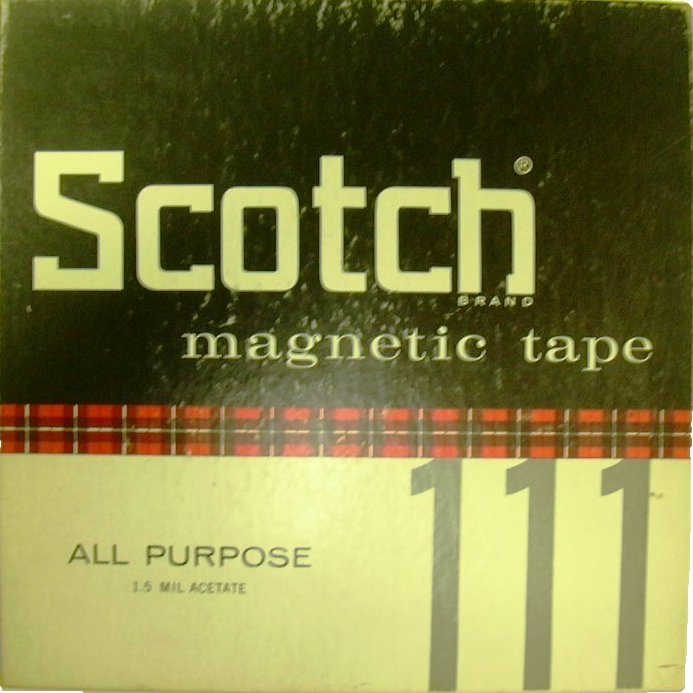 Scotch®
BRAND
magnetic tape
111
ALL PURPOSE
1.5 MIL ACETATE